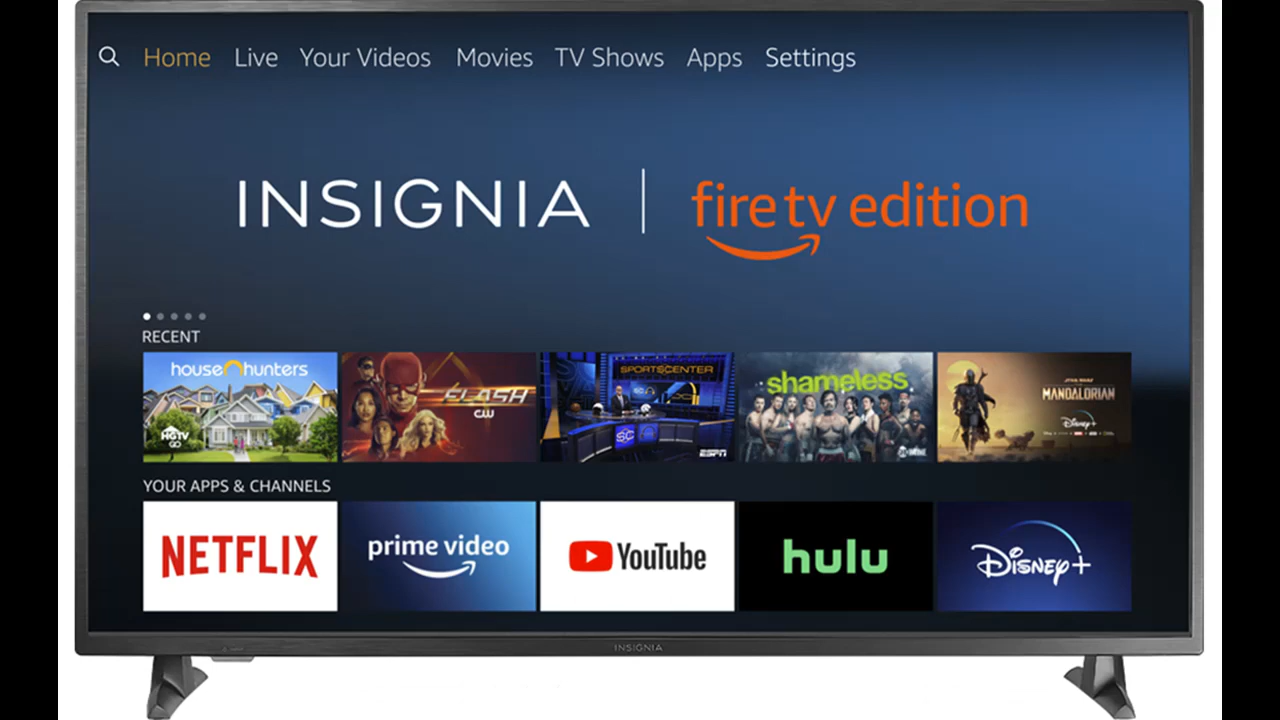 Home Live Your Videos Movies TV Shows Apps Settings
INSIGNIA | fire tv edition
RECENT
house hunters
HGTV GO
FLASH
CW
SPORTSCENTER
SC
ESPN
shameless
SHOWTIME
STAR WARS
MANDALORIAN
Disney+
YOUR APPS & CHANNELS
NETFLIX
prime video
YouTube
hulu
Disney+
INSIGNIA